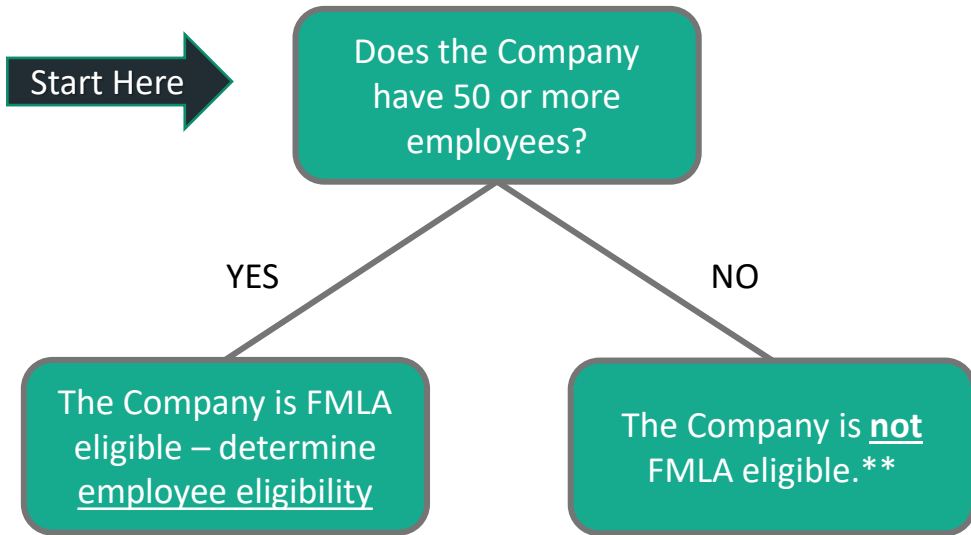 Start Here
Does the Company
have 50 or more
employees?
YES
NO
The Company is FMLA
eligible – determine
employee eligibility
The Company is not
FMLA eligible.**